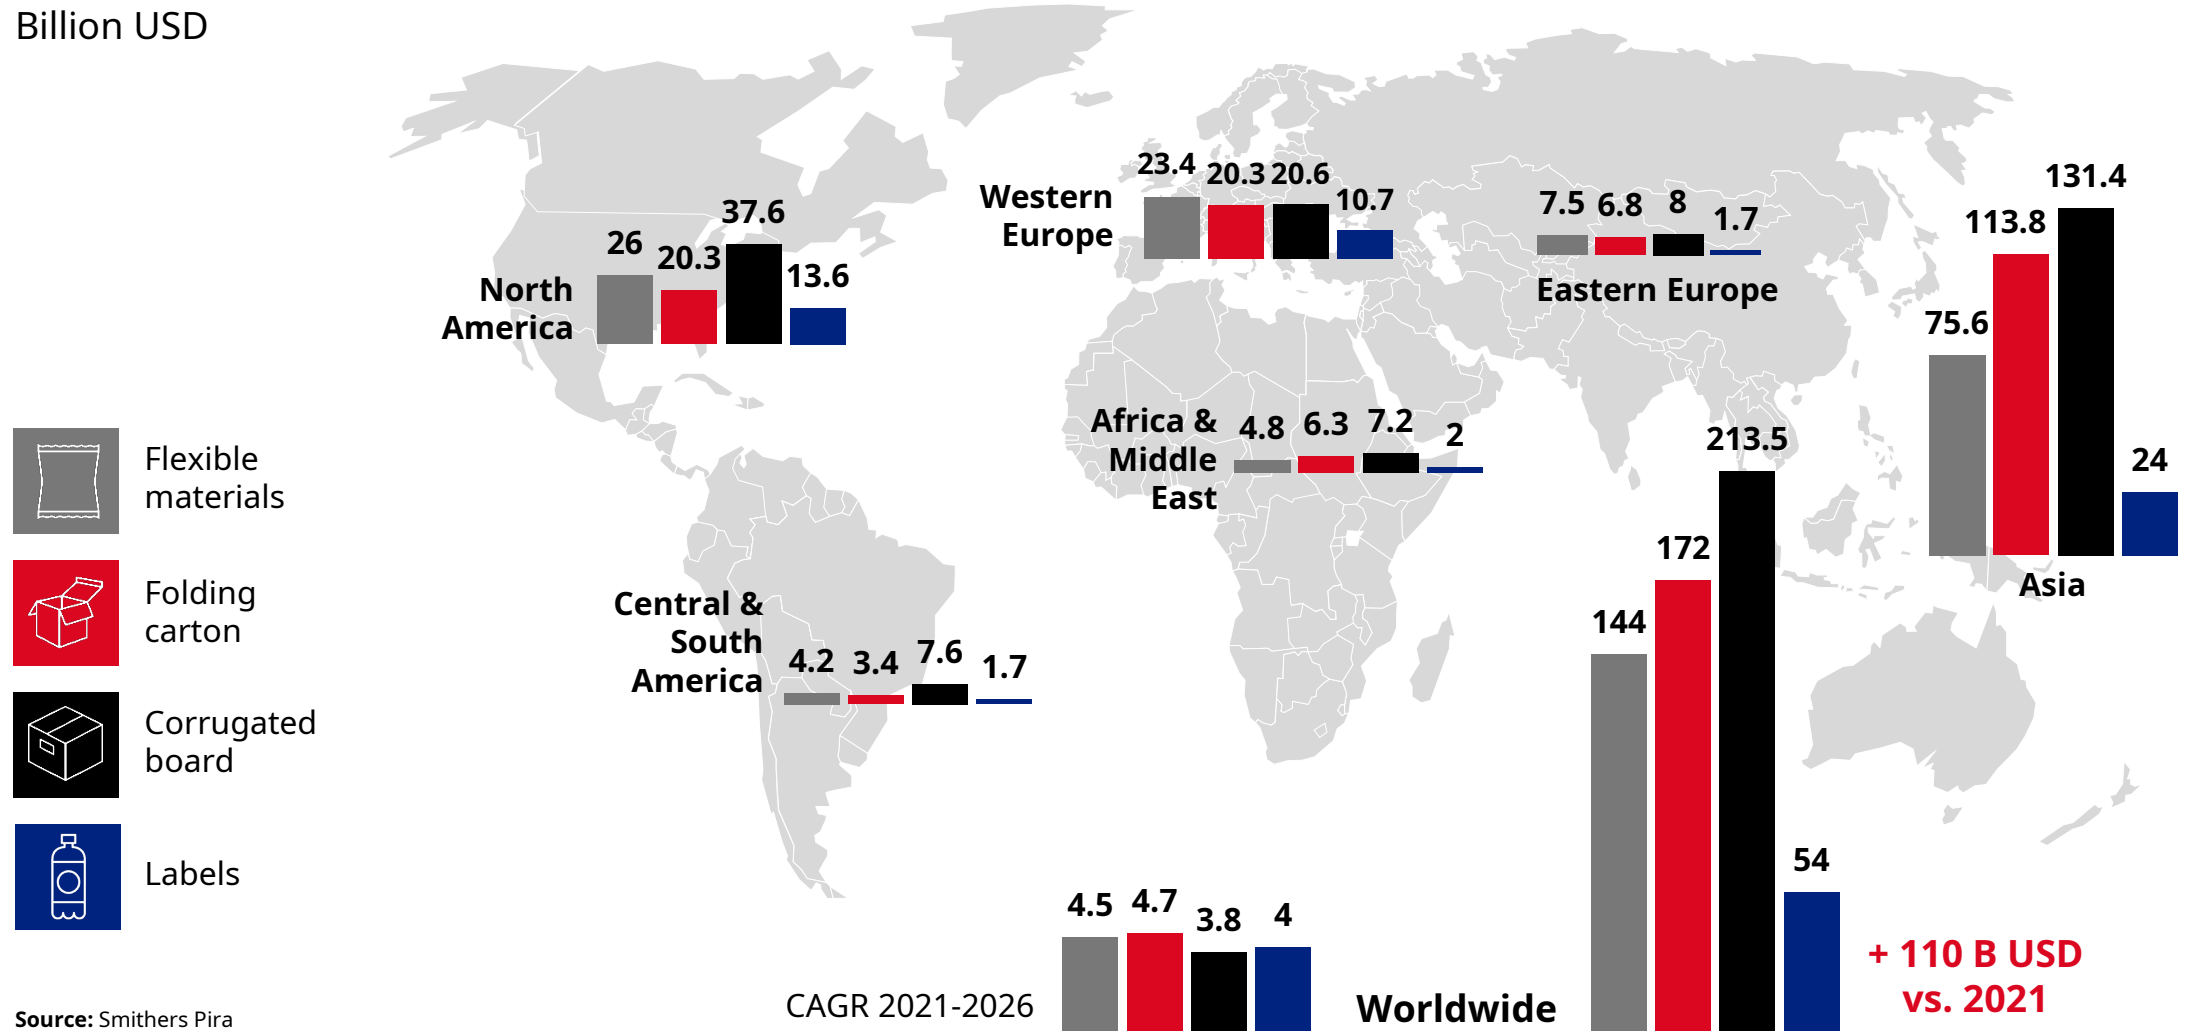 Billion USD
37.6
26
20.3
13.6
North
America
23.4
20.3
20.6
10.7
Western
Europe
7.5
6.8
8
1.7
Eastern Europe
131.4
113.8
75.6
24
Asia
Africa &
Middle
East
4.8
6.3
7.2
2
Central &
South
America
4.2
3.4
7.6
1.7
Flexible
materials
Folding
carton
Corrugated
board
Labels
4.5
4.7
3.8
4
CAGR 2021-2026
Worldwide
144
172
213.5
54
+ 110 B USD
vs. 2021
Source: Smithers Pira